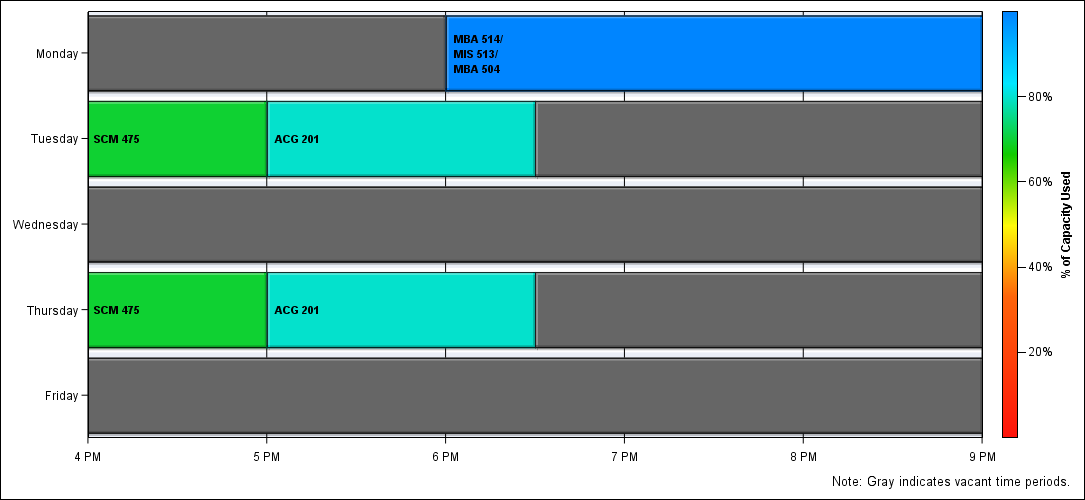 Monday
MBA 514/
MIS 513/
MBA 504
Tuesday
SCM 475
ACG 201
Wednesday
Thursday
SCM 475
ACG 201
Friday
4 PM
5 PM
6 PM
7 PM
8 PM
9 PM
80%
60%
40%
20%
% of Capacity Used
Note: Gray indicates vacant time periods.